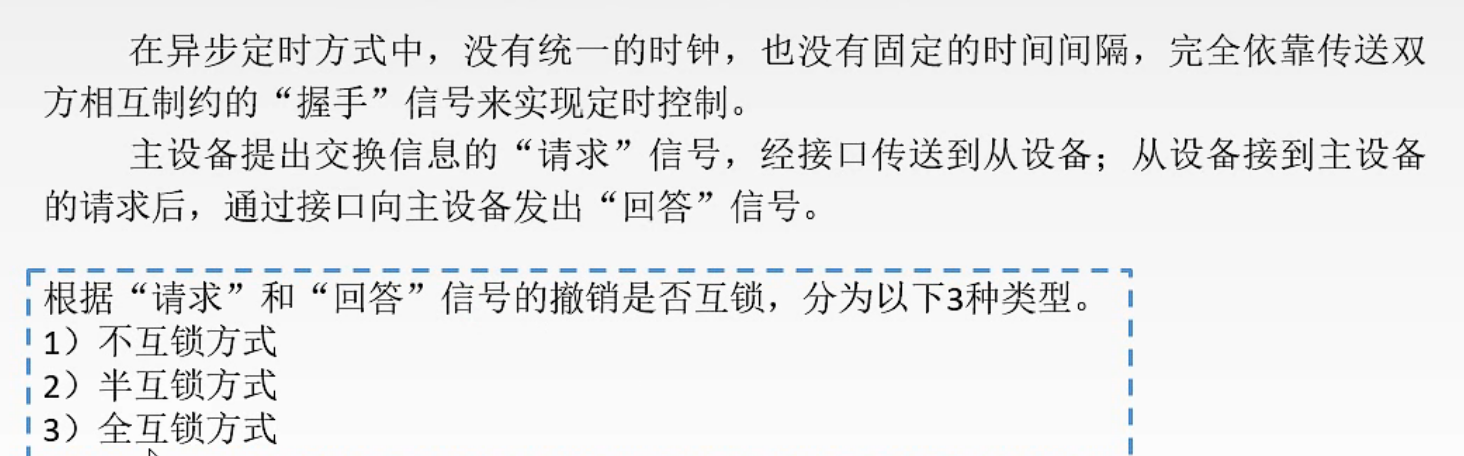 在异步定时方式中，没有统一的时钟，也没有固定的时间间隔，完全依靠传送双
方相互制约的“握手”信号来实现定时控制。
主设备提出交换信息的“请求”信号，经接口传送到从设备；从设备接到主设备
的请求后，通过接口向主设备发出“回答”信号。
根据“请求”和“回答”信号的撤销是否互锁，分为以下3种类型。
1）不互锁方式
2）半互锁方式
3）全互锁方式